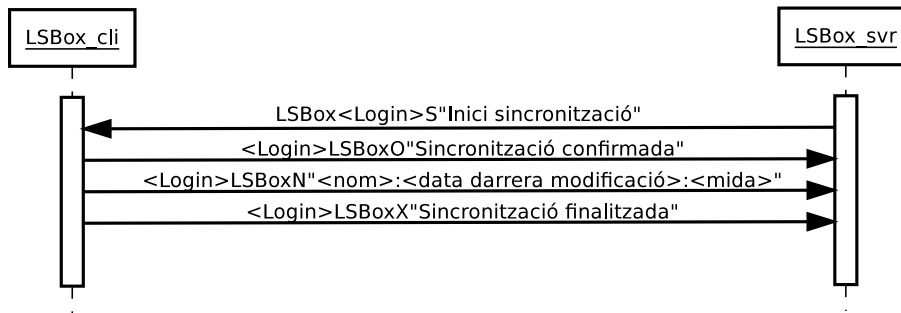 LSBox_cli
LSBox_svr
LSBox<Login>S"Inici sincronització"
<Login>LSBoxO"Sincronització confirmada"
<Login>LSBoxN"<nom>:<data darrera modificació>:<mida>"
<Login>LSBoxX"Sincronització finalitzada"